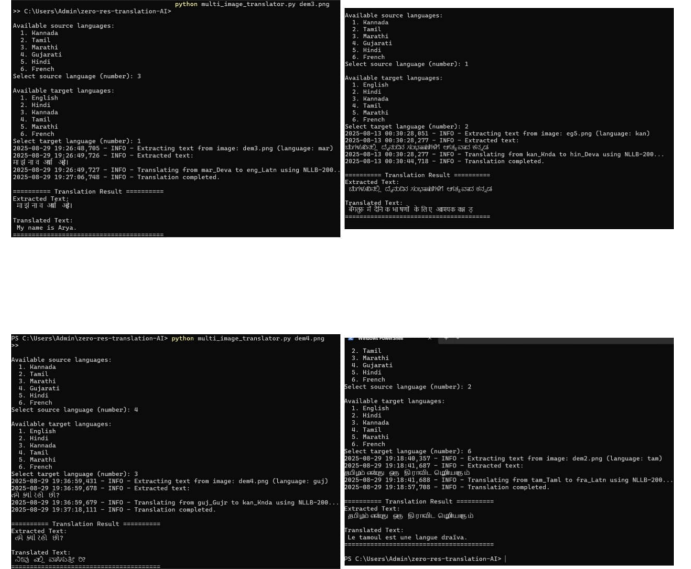 python multi_image_translator.py dem3.png
>> C:\Users\Admin\zero-res-translation-AI>
Available source languages:
1. Kannada
2. Tamil
3. Marathi
4. Gujarati
5. Hindi
6. French
Select source language (number): 3
Available target languages:
1. English
2. Hindi
3. Kannada
4. Tamil
5. Marathi
6. French
Select target language (number): 1
2025-08-29 19:26:48,705 - INFO - Extracting text from image: dem3.png (language: mar)
2025-08-29 19:26:49,726 - INFO - Extracted text:
माझे नाव आर्या आहे।
2025-08-29 19:26:49,727 - INFO - Translating from mar_Deva to eng_Latn using NLLB-200...
2025-08-29 19:27:06,748 - INFO - Translation completed.
========== Translation Result ==========
Extracted Text:
माझे नाव आर्या आहे।
Translated Text:
My name is Arya.
========================================
Available source languages:
1. Kannada
2. Tamil
3. Marathi
4. Gujarati
5. Hindi
6. French
Select source language (number): 1
Available target languages:
1. English
2. Hindi
3. Kannada
4. Tamil
5. Marathi
6. French
Select target language (number): 2
2025-08-13 00:30:28,051 - INFO - Extracting text from image: eg5.png (language: kan)
2025-08-13 00:30:28,277 - INFO - Extracted text:
2025-08-13 00:30:28,277 - INFO - Translating from kan_Knda to hin_Deva using NLLB-200...
2025-08-13 00:30:44,718 - INFO - Translation completed.
========== Translation Result ==========
Extracted Text:
Translated Text:
में दैनिक भाषणों के लिए आवश्यक
========================================
PS C:\Users\Admin\zero-res-translation-AI> python multi_image_translator.py dem4.png
>>
Available source languages:
1. Kannada
2. Tamil
3. Marathi
4. Gujarati
5. Hindi
6. French
Select source language (number): 4
Available target languages:
1. English
2. Hindi
3. Kannada
4. Tamil
5. Marathi
6. French
Select target language (number): 3
2025-08-29 19:36:59,431 - INFO - Extracting text from image: dem4.png (language: guj)
2025-08-29 19:36:59,678 - INFO - Extracted text:
2025-08-29 19:36:59,679 - INFO - Translating from guj_Gujr to kan_Knda using NLLB-200...
2025-08-29 19:37:18,111 - INFO - Translation completed.
========== Translation Result ==========
Extracted Text:
Translated Text:
========================================
2. Tamil
3. Marathi
4. Gujarati
5. Hindi
6. French
Select source language (number): 2
Available target languages:
1. English
2. Hindi
3. Kannada
4. Tamil
5. Marathi
6. French
Select target language (number): 6
2025-08-29 19:18:40,357 - INFO - Extracting text from image: dem2.png (language: tam)
2025-08-29 19:18:41,687 - INFO - Extracted text:
தமிழ் என்பது ஒரு திராவிட மொழியாகும்
2025-08-29 19:18:41,688 - INFO - Translating from tam_Taml to fra_Latn using NLLB-200...
2025-08-29 19:18:57,708 - INFO - Translation completed.
========== Translation Result ==========
Extracted Text:
தமிழ் என்பது ஒரு திராவிட மொழியாகும்
Translated Text:
Le tamoul est une langue draïva.
========================================
PS C:\Users\Admin\zero-res-translation-AI>